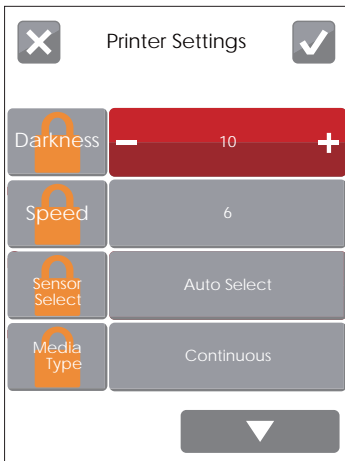 Printer Settings
Darkness
10
Speed
6
Sensor
Select
Auto Select
Media
Type
Continuous